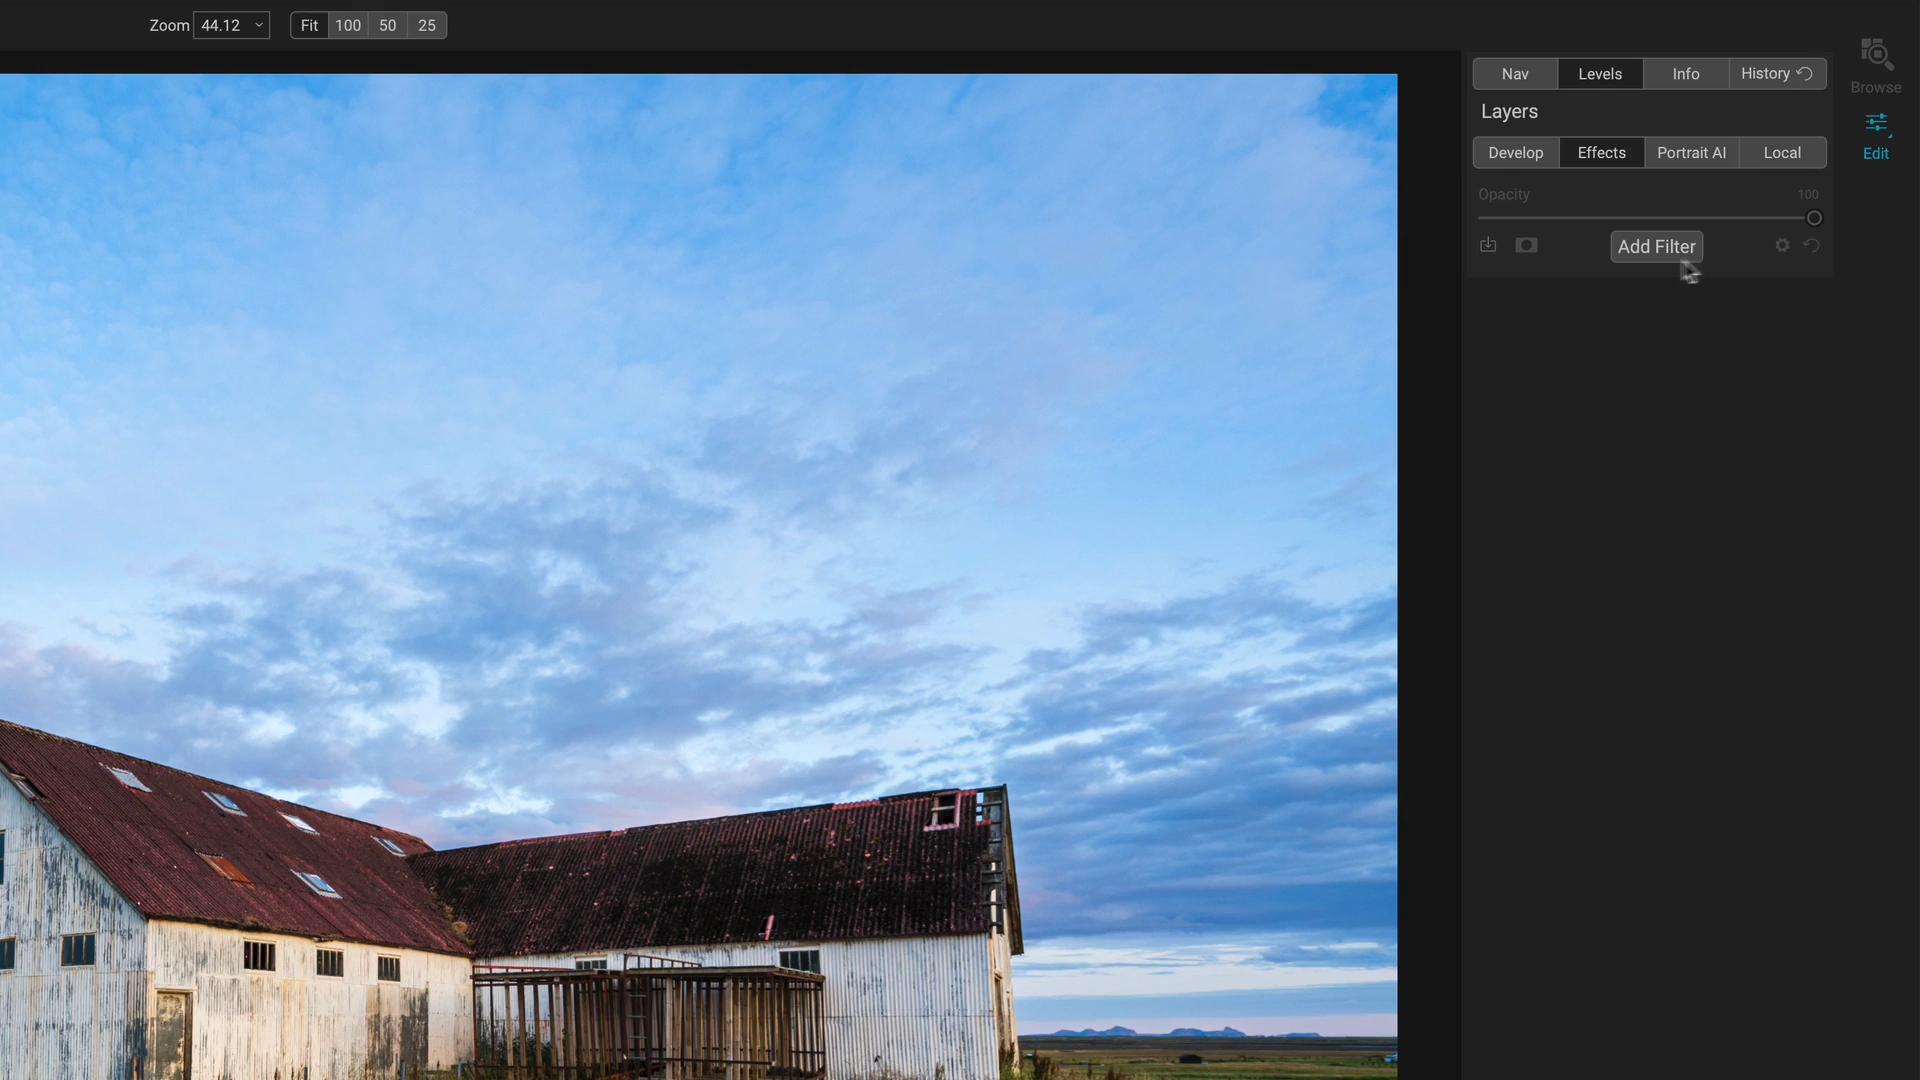 Zoom 44.12 Fit 100 50 25
Nav Levels Info History
Browse
Layers
Develop Effects Portrait AI Local
Edit
Opacity 100
Add Filter